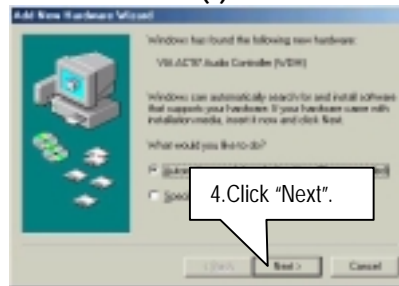 Add New Hardware Wizard
Windows has found the following new hardware:
VIA AC'97 Audio Controller (WDM)
Windows can automatically search for and install software
that supports your hardware. If your hardware came with
installation media, insert it now and click Next.
What would you like to do?
4.Click “Next”.
< Back
Next >
Cancel